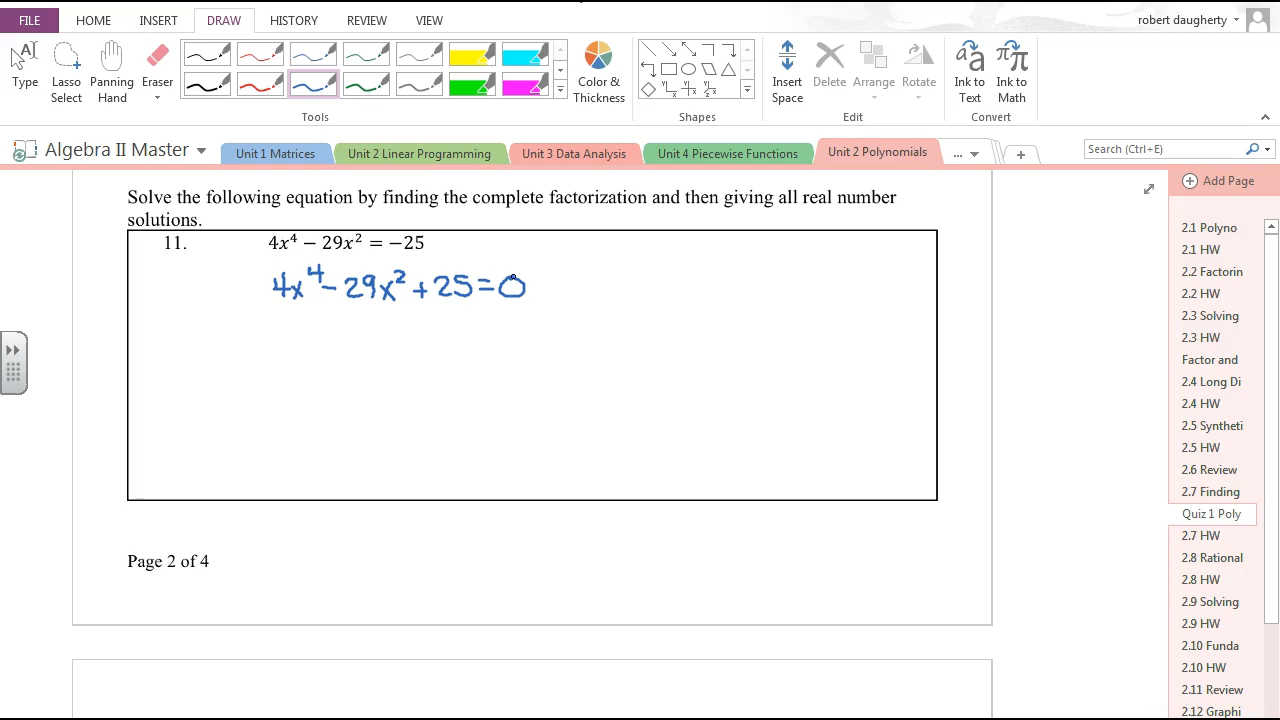 FILE HOME INSERT DRAW HISTORY REVIEW VIEW
robert daugherty
Type
Lasso Select
Panning Hand
Eraser
Color & Thickness
Insert Space
Delete
Arrange
Rotate
Ink to Text
Ink to Math
Tools
Shapes
Edit
Convert
Algebra II Master
Unit 1 Matrices
Unit 2 Linear Programming
Unit 3 Data Analysis
Unit 4 Piecewise Functions
Unit 2 Polynomials
...
+
Search (Ctrl+E)
Add Page
Solve the following equation by finding the complete factorization and then giving all real number
solutions.
11. 4x⁴ − 29x² = −25
4x⁴ - 29x² + 25 = 0
Page 2 of 4
2.1 Polyno
2.1 HW
2.2 Factorin
2.2 HW
2.3 Solving
2.3 HW
Factor and
2.4 Long Di
2.4 HW
2.5 Syntheti
2.5 HW
2.6 Review
2.7 Finding
Quiz 1 Poly
2.7 HW
2.8 Rational
2.8 HW
2.9 Solving
2.9 HW
2.10 Funda
2.10 HW
2.11 Review
2.12 Graphi